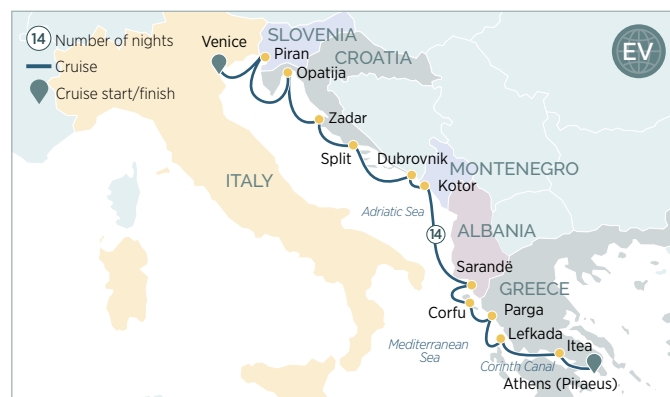 14 Number of nights
Cruise
Cruise start/finish
EV
Venice
SLOVENIA
Piran
CROATIA
Opatija
Zadar
Split
Dubrovnik
MONTENEGRO
Kotor
ITALY
Adriatic Sea
14
ALBANIA
Sarandë
GREECE
Corfu
Parga
Lefkada
Mediterranean
Sea
Itea
Corinth Canal
Athens (Piraeus)